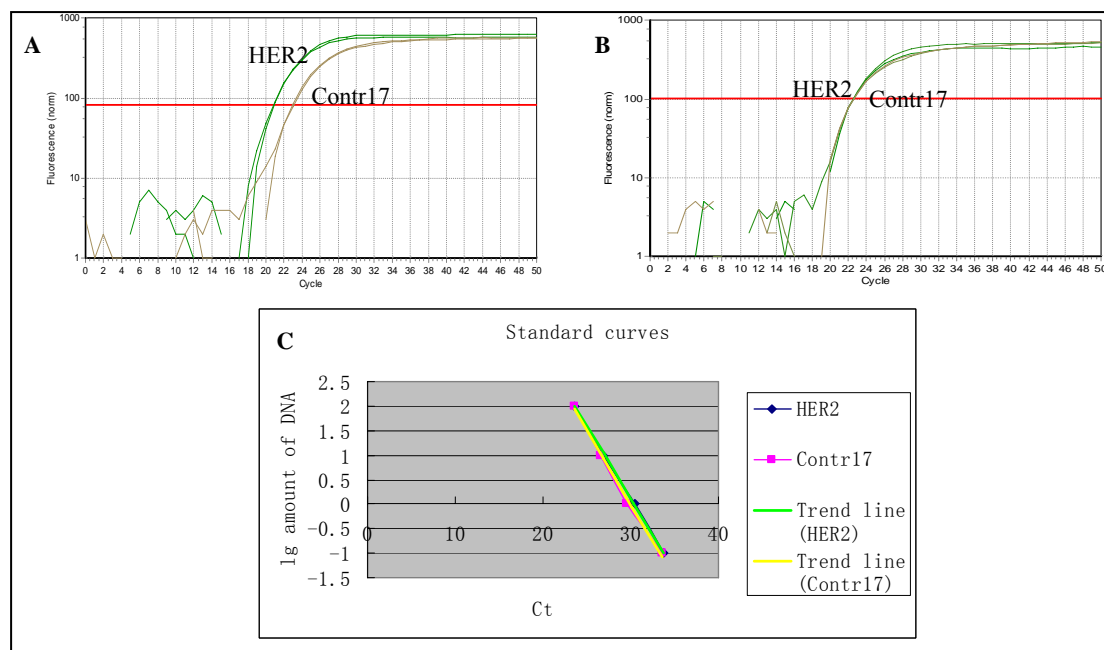 A
1000
100
10
1
Fluorescence (norm)
HER2
Contr17
0 2 4 6 8 10 12 14 16 18 20 22 24 26 28 30 32 34 36 38 40 42 44 46 48 50
Cycle
B
1000
100
10
1
Fluorescence (norm)
HER2
Contr17
0 2 4 6 8 10 12 14 16 18 20 22 24 26 28 30 32 34 36 38 40 42 44 46 48 50
Cycle
C
Standard curves
lg amount of DNA
2.5
2
1.5
1
0.5
0
-0.5
-1
-1.5
0 10 20 30 40
Ct
HER2
Contr17
Trend line
(HER2)
Trend line
(Contr17)